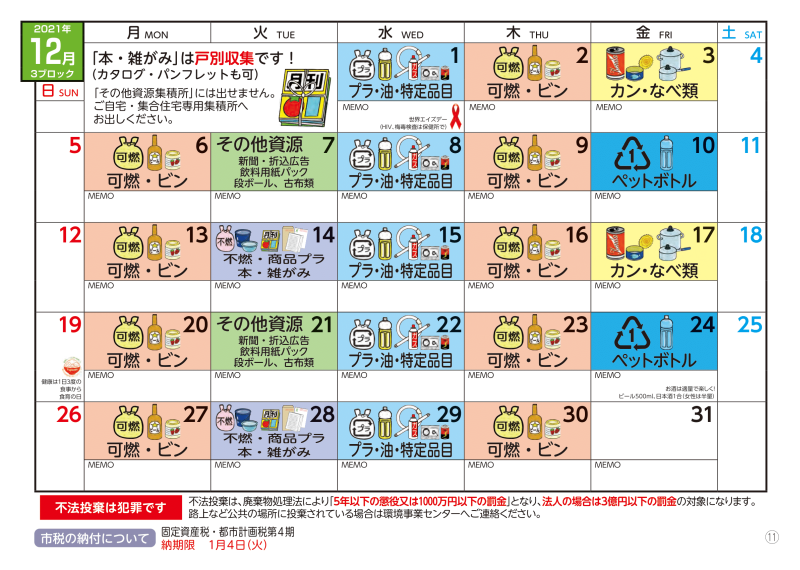 2021年
12月
3ブロック
日 SUN
月 MON
火 TUE
水 WED
木 THU
金 FRI
土 SAT
「本・雑がみ」は戸別収集です！
（カタログ・パンフレットも可）
「その他資源集積所」には出せません。
ご自宅・集合住宅専用集積所へ
お出しください。
月刊
1
プラ
プラ・油・特定品目
MEMO
世界エイズデー
（HIV、梅毒検査は保健所で）
2
可燃
可燃・ビン
MEMO
3
カン・なべ類
MEMO
4
5
6
可燃
可燃・ビン
MEMO
その他資源 7
新聞・折込広告
飲料用紙パック
段ボール、古布類
MEMO
8
プラ
プラ・油・特定品目
MEMO
9
可燃
可燃・ビン
MEMO
10
1
ペットボトル
MEMO
11
12
13
可燃
可燃・ビン
MEMO
14
不燃
月刊
不燃・商品プラ
本・雑がみ
MEMO
15
プラ
プラ・油・特定品目
MEMO
16
可燃
可燃・ビン
MEMO
17
カン・なべ類
MEMO
18
19
健康は1日3度の
食事から
食育の日
20
可燃
可燃・ビン
MEMO
その他資源 21
新聞・折込広告
飲料用紙パック
段ボール、古布類
MEMO
22
プラ
プラ・油・特定品目
MEMO
23
可燃
可燃・ビン
MEMO
24
1
ペットボトル
MEMO
お酒は適量で楽しく！
ビール500ml、日本酒1合（女性は半量）
25
26
27
可燃
可燃・ビン
MEMO
28
不燃
月刊
不燃・商品プラ
本・雑がみ
MEMO
29
プラ
プラ・油・特定品目
MEMO
30
可燃
可燃・ビン
MEMO
31
MEMO
不法投棄は犯罪です
不法投棄は、廃棄物処理法により「5年以下の懲役又は1000万円以下の罰金」となり、法人の場合は3億円以下の罰金の対象になります。
路上など公共の場所に投棄されている場合は環境事業センターへご連絡ください。
市税の納付について
固定資産税・都市計画税第4期
納期限 1月4日（火）
⑪